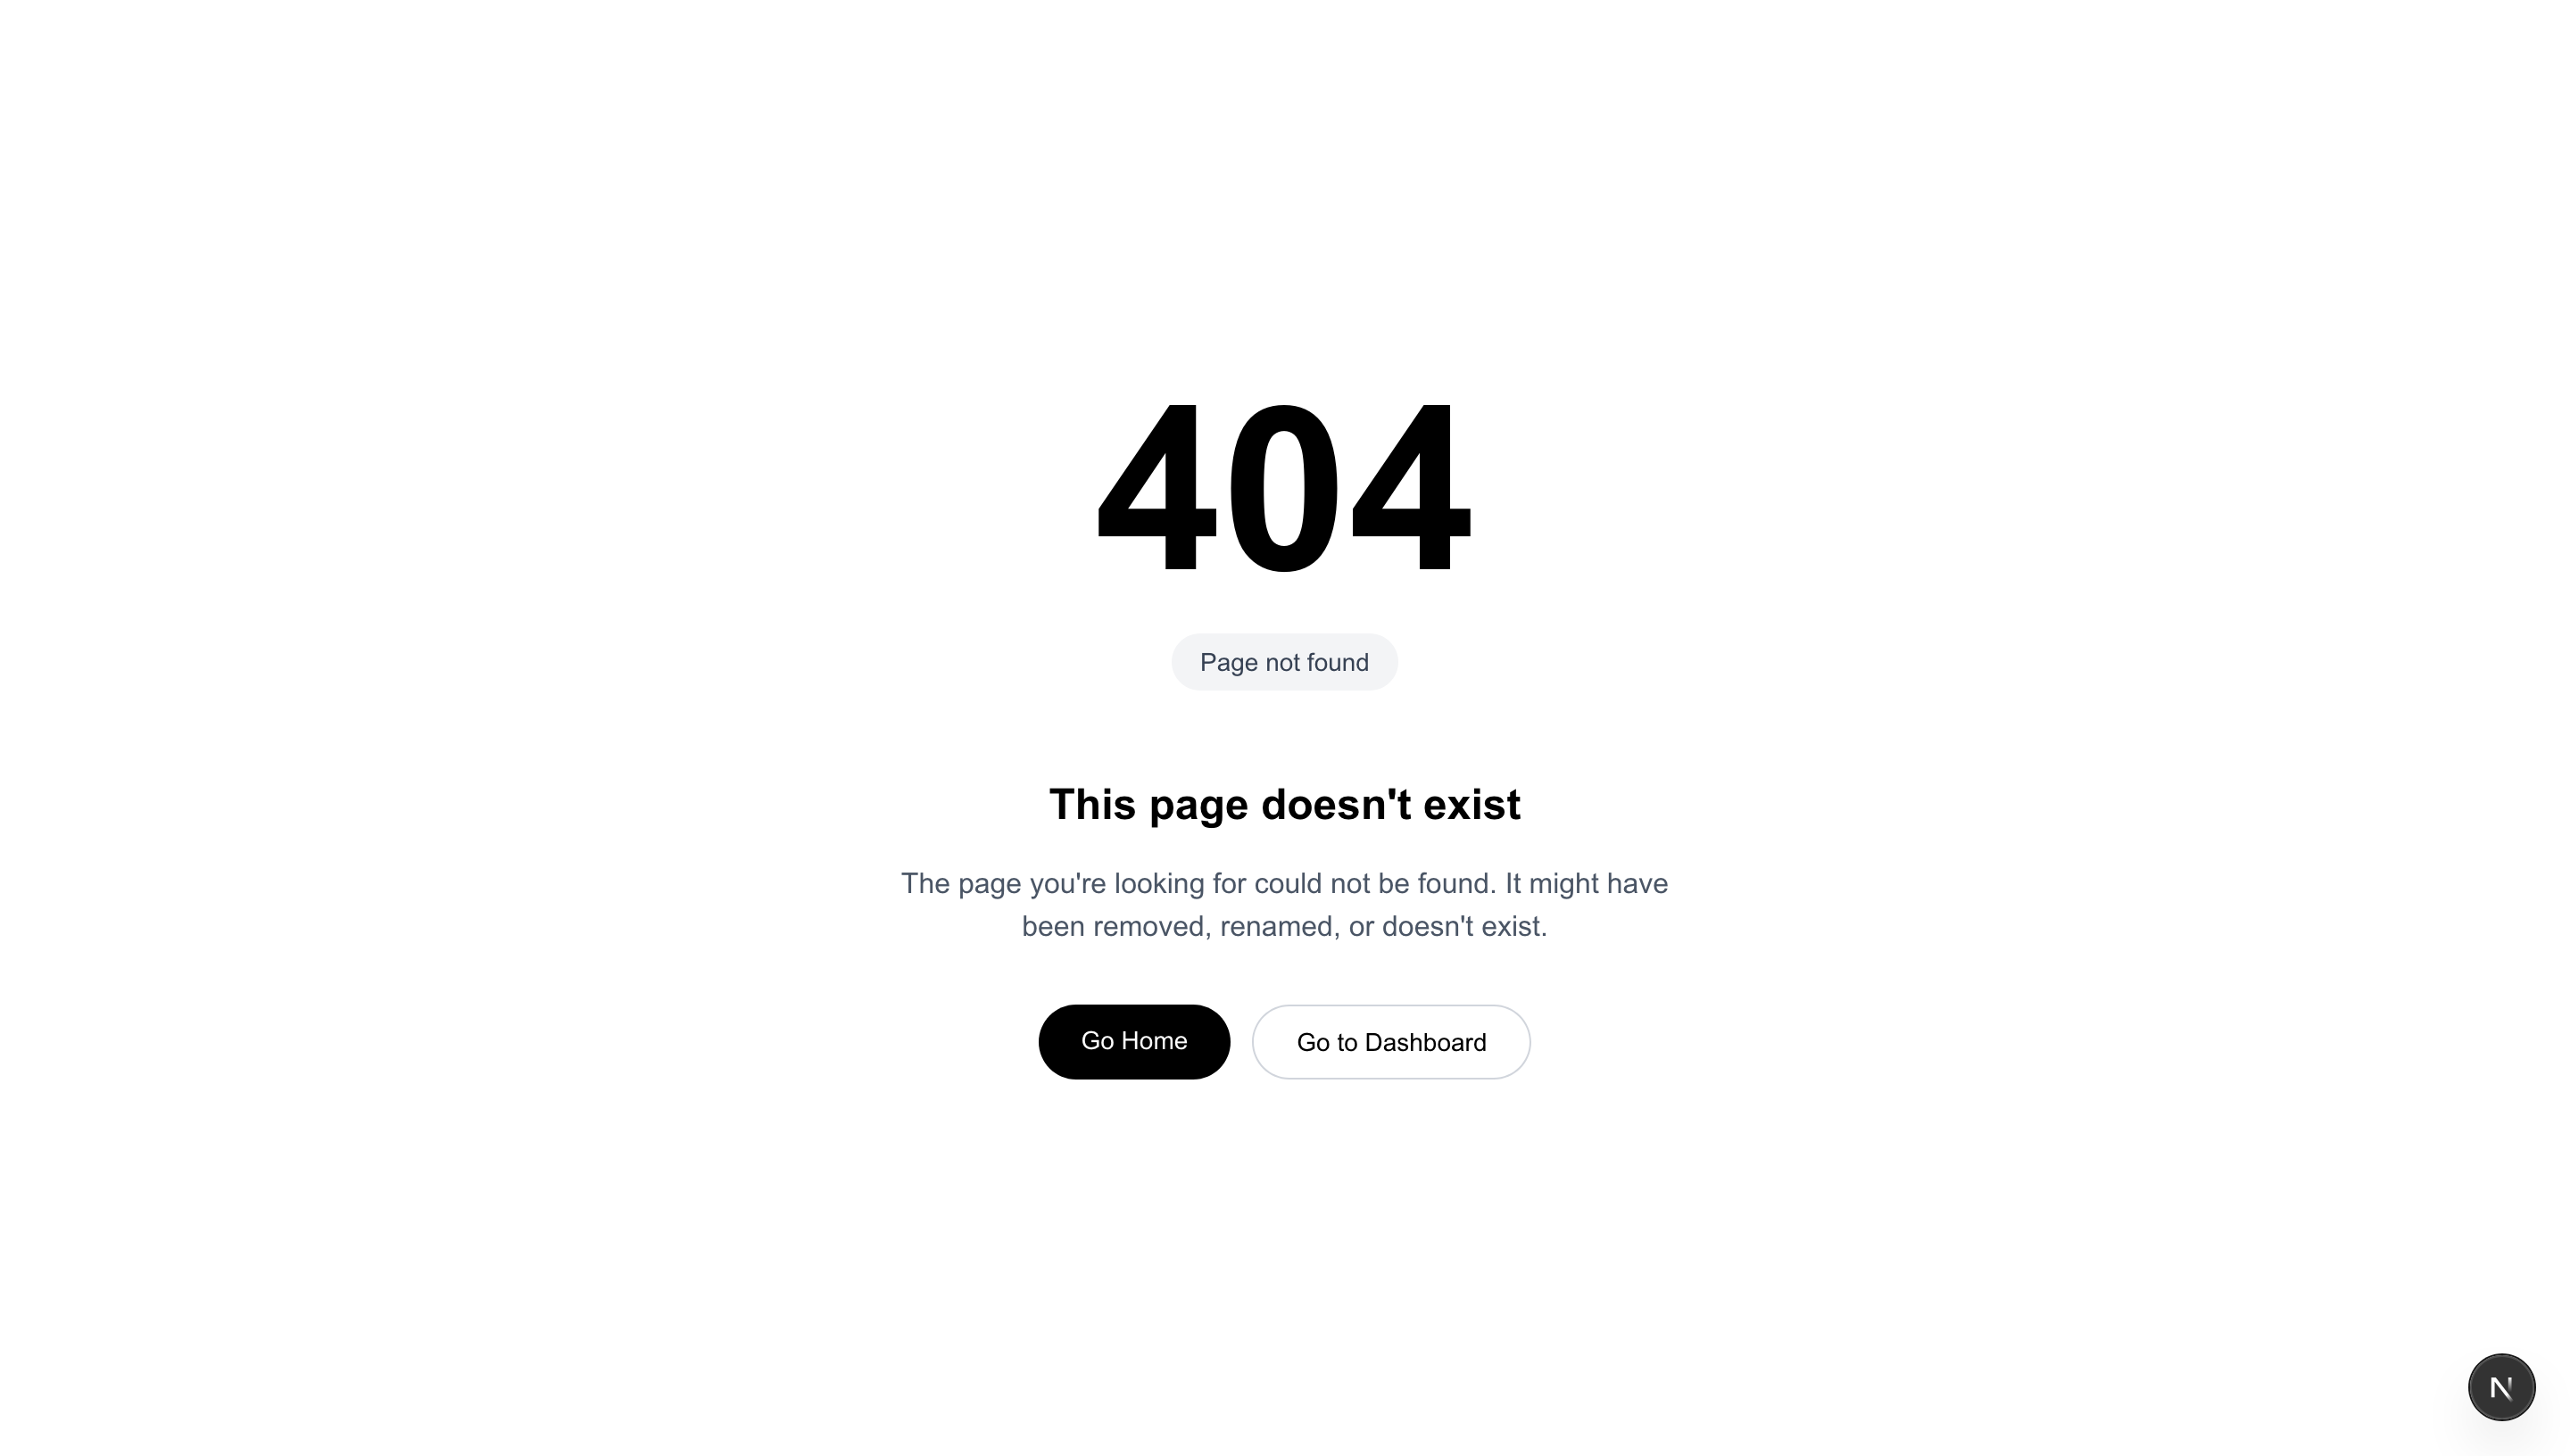 404
Page not found
This page doesn't exist
The page you're looking for could not be found. It might have
been removed, renamed, or doesn't exist.
Go Home
Go to Dashboard
N